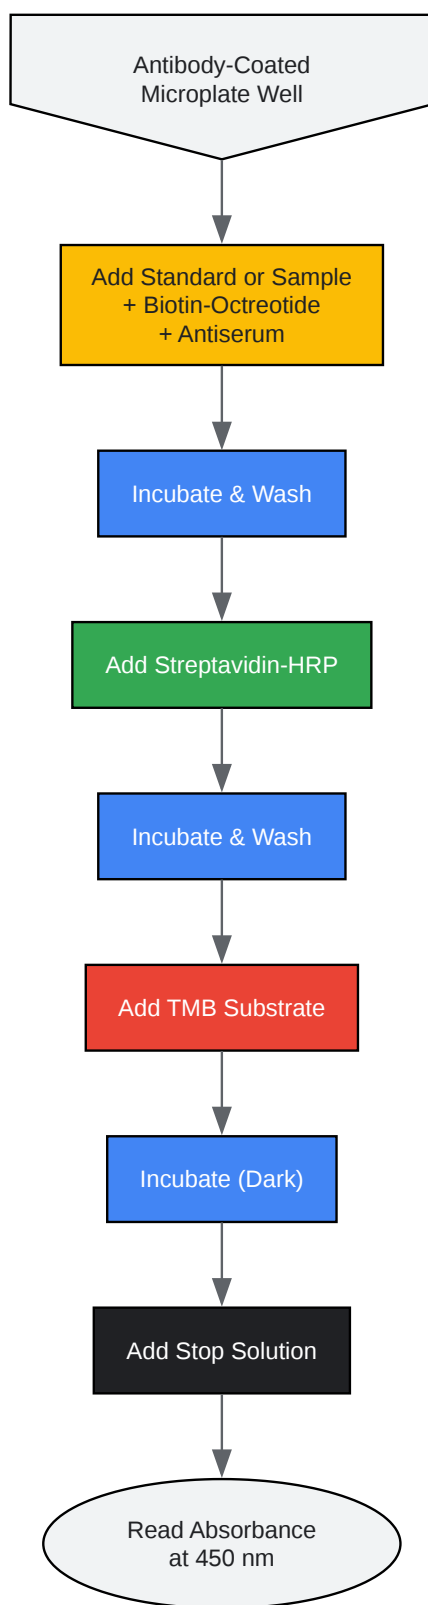 Antibody-Coated
Microplate Well
Add Standard or Sample
+ Biotin-Octreotide
+ Antiserum
Incubate & Wash
Add Streptavidin-HRP
Incubate & Wash
Add TMB Substrate
Incubate (Dark)
Add Stop Solution
Read Absorbance
at 450 nm